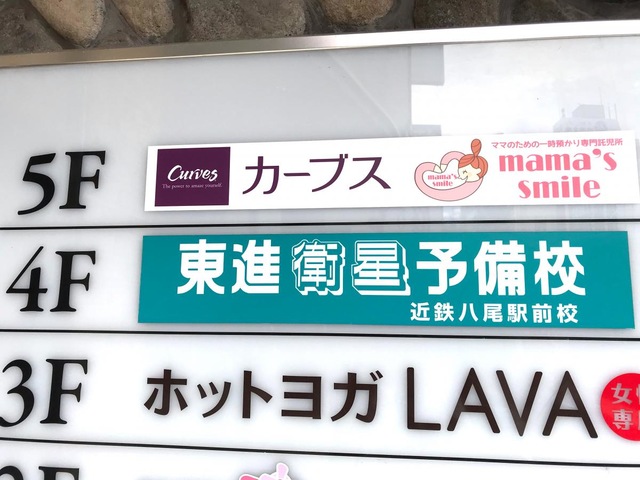 5F
Curves
The power to amaze yourself.
カーブス
mama's
smile
ママのための一時預かり専門託児所
mama's
smile
4F
東進衛星予備校
近鉄八尾駅前校
3F
ホットヨガ LAVA
女
専